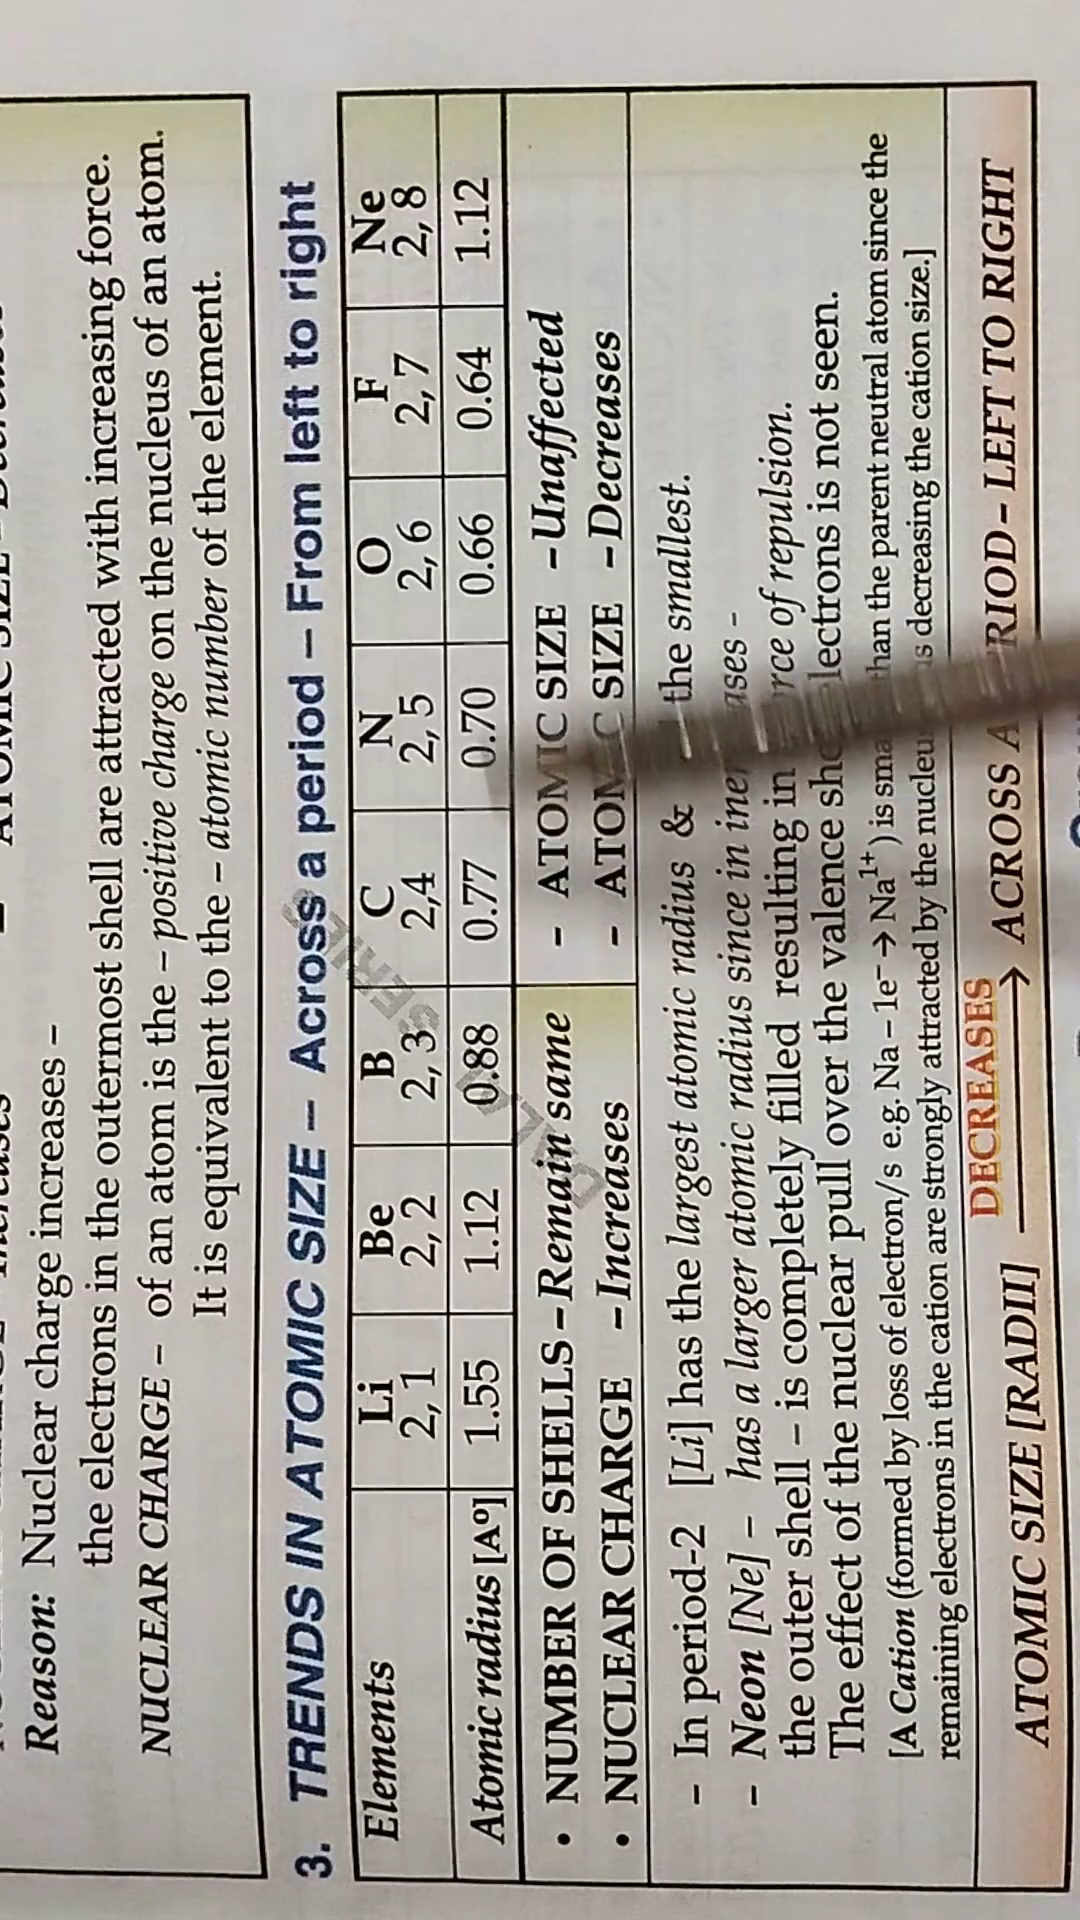 Reason: Nuclear charge increases –
the electrons in the outermost shell are attracted with increasing force.
NUCLEAR CHARGE – of an atom is the – positive charge on the nucleus of an atom.
It is equivalent to the – atomic number of the element.
3. TRENDS IN ATOMIC SIZE – Across a period – From left to right
Elements Li Be B C N O F Ne
2, 1 2, 2 2, 3 2,4 2, 5 2, 6 2, 7 2, 8
Atomic radius [Aº] 1.55 1.12 0.88 0.77 0.70 0.66 0.64 1.12
• NUMBER OF SHELLS – Remain same – ATOMIC SIZE - Unaffected
• NUCLEAR CHARGE – Increases – ATOMIC SIZE - Decreases
– In period-2 [Li] has the largest atomic radius & the smallest.
– Neon [Ne] – has a larger atomic radius since in –
the outer shell – is completely filled resulting in of repulsion.
The effect of the nuclear pull over the valence electrons is not seen.
[A Cation (formed by loss of electron/s e.g. Na – 1e⁻ → Na¹⁺) is than the parent neutral atom since the
remaining electrons in the cation are strongly attracted by the decreasing the cation size.]
DECREASES
ATOMIC SIZE [RADII] → ACROSS A – LEFT TO RIGHT
SERIES